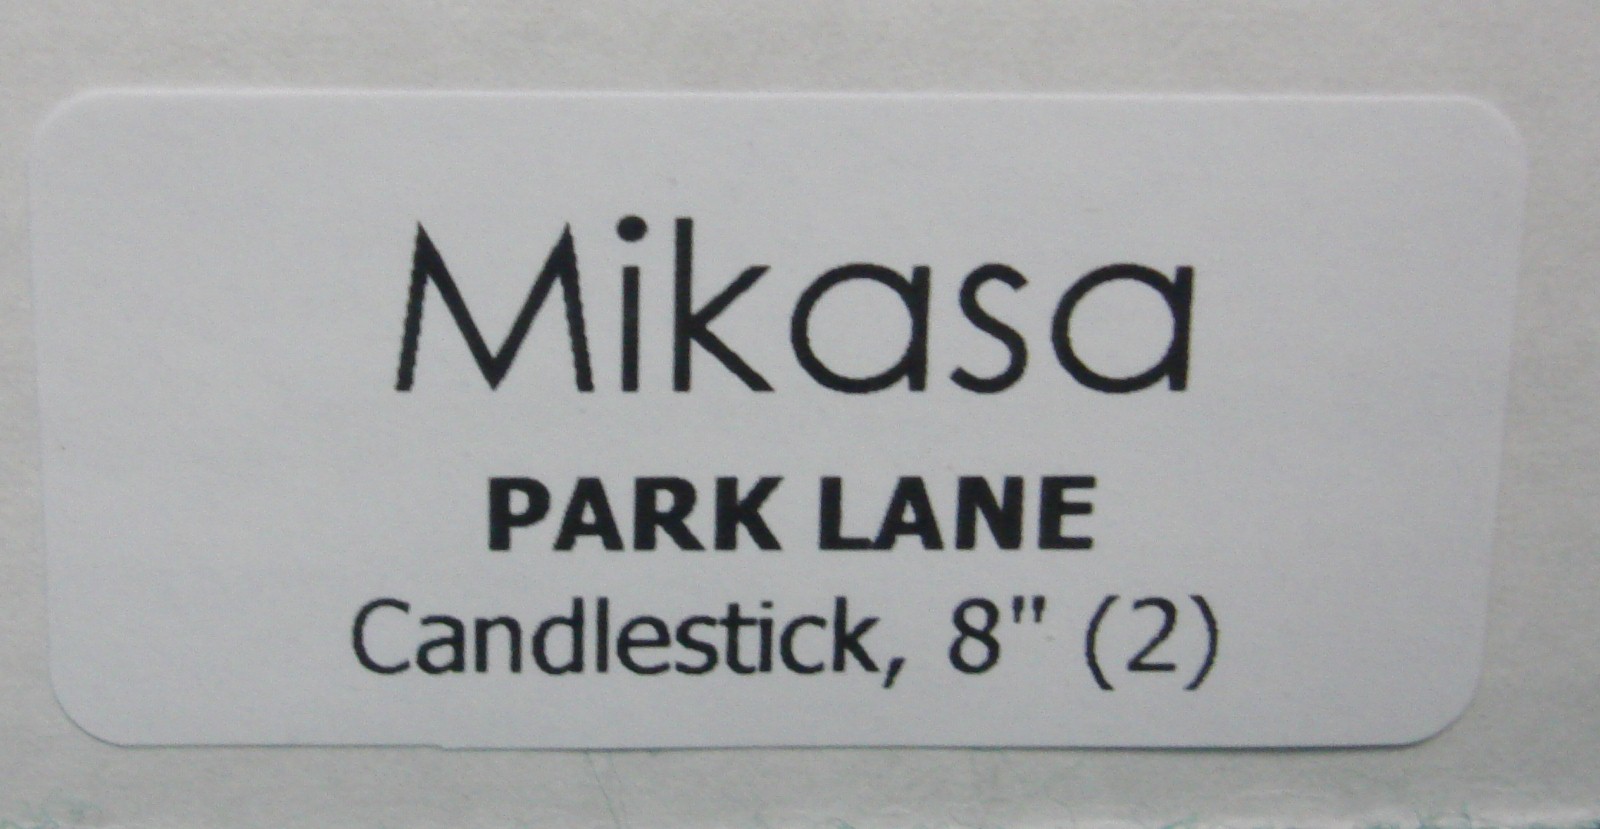 Mikasa
PARK LANE
Candlestick, 8" (2)